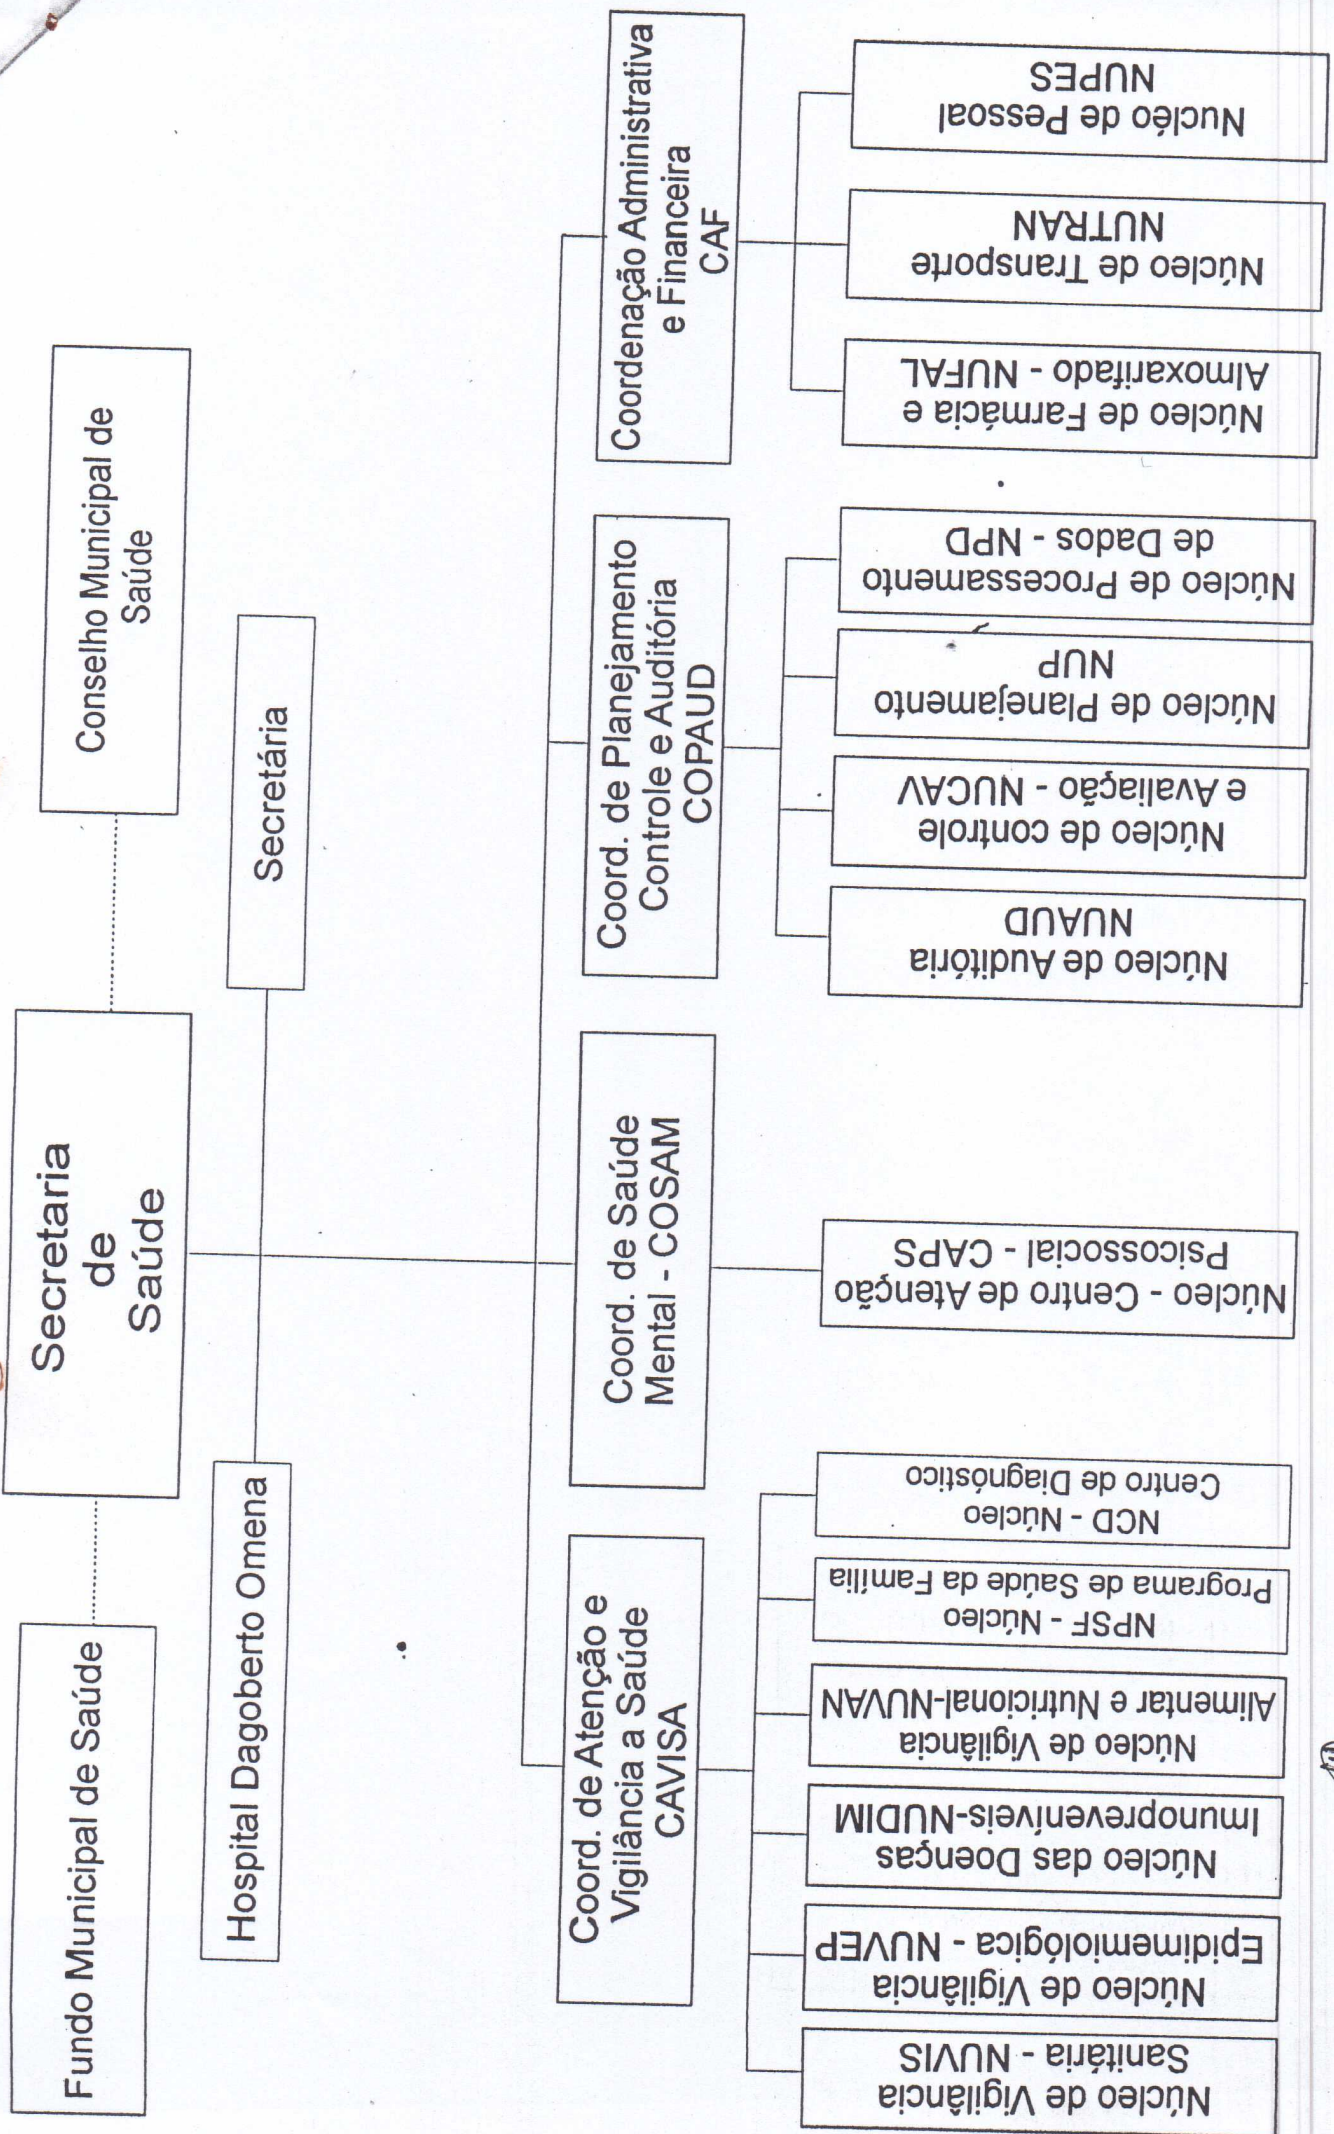 Secretaria
de
Saúde
Fundo Municipal de Saúde
Conselho Municipal de
Saúde
Hospital Dagoberto Omena
Secretária
Coord. de Atenção e
Vigilância a Saúde
CAVISA
Coord. de Saúde
Mental - COSAM
Coord. de Planejamento
Controle e Auditória
COPAUD
Coordenação Administrativa
e Financeira
CAF
Núcleo de Vigilância
Sanitária - NUVIS
Núcleo de Vigilância
Epidimemiológica - NUVEP
Núcleo das Doenças
Imunopreveníveis-NUDIM
Núcleo de Vigilância
Alimentar e Nutricional-NUVAN
NPSF - Núcleo
Programa de Saúde da Família
NCD - Núcleo
Centro de Diagnóstico
Núcleo - Centro de Atenção
Psicossocial - CAPS
Núcleo de Auditória
NUAUD
Núcleo de controle
e Avaliação - NUCAV
Núcleo de Planejamento
NUP
Núcleo de Processamento
de Dados - NPD
Núcleo de Farmácia e
Almoxarifado - NUFAL
Núcleo de Transporte
NUTRAN
Nucléo de Pessoal
NUPES